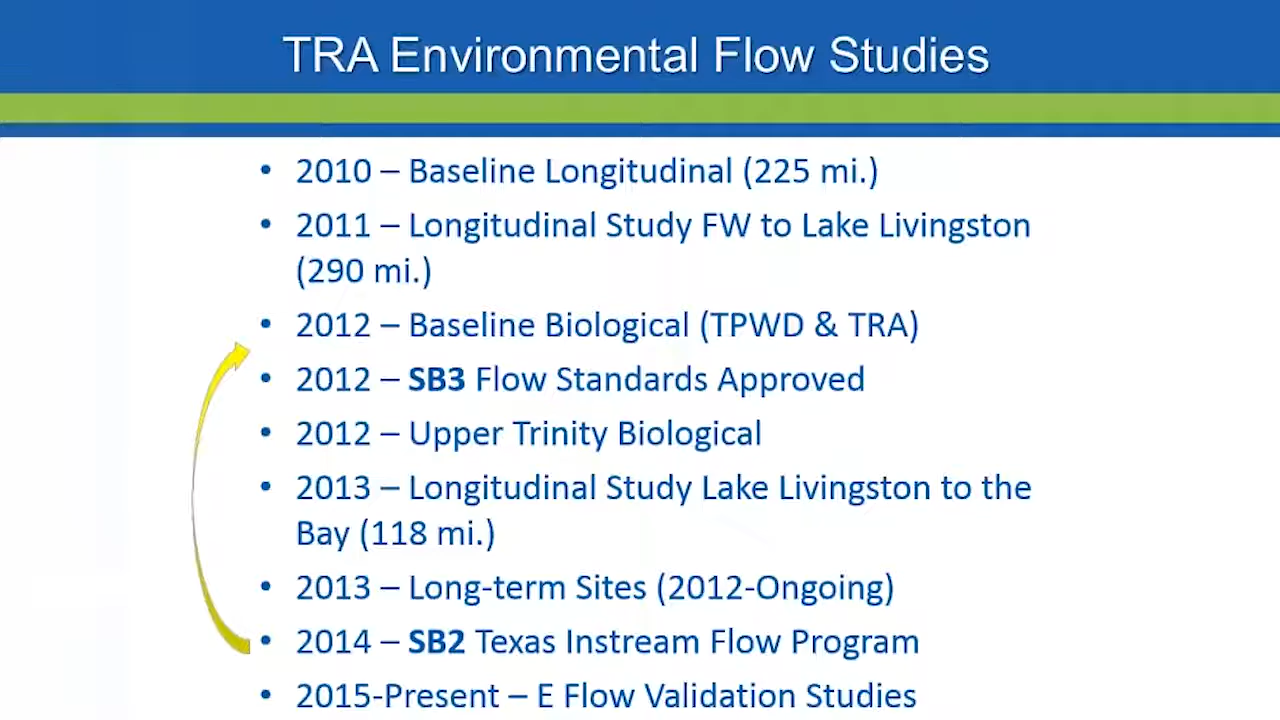 TRA Environmental Flow Studies
• 2010 – Baseline Longitudinal (225 mi.)
• 2011 – Longitudinal Study FW to Lake Livingston
(290 mi.)
• 2012 – Baseline Biological (TPWD & TRA)
• 2012 – SB3 Flow Standards Approved
• 2012 – Upper Trinity Biological
• 2013 – Longitudinal Study Lake Livingston to the
Bay (118 mi.)
• 2013 – Long-term Sites (2012-Ongoing)
• 2014 – SB2 Texas Instream Flow Program
• 2015-Present – E Flow Validation Studies